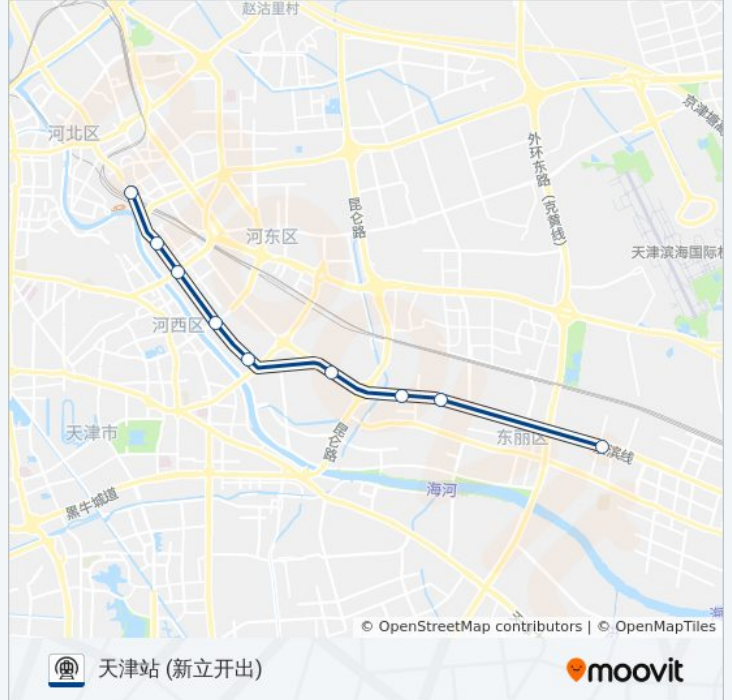 赵沽里村
京津塘高
河北区
外环东路 (克黄线)
昆仑路
河东区
天津滨海国际机
河西区
天津市
昆仑路
东丽区
滨线
海河
黑牛城道
© OpenStreetMap contributors | © OpenMapTiles
天津站 (新立开出)
moovit